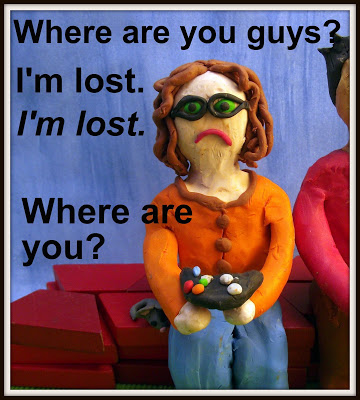 Where are you guys?
I'm lost.
I'm lost.
Where are
you?